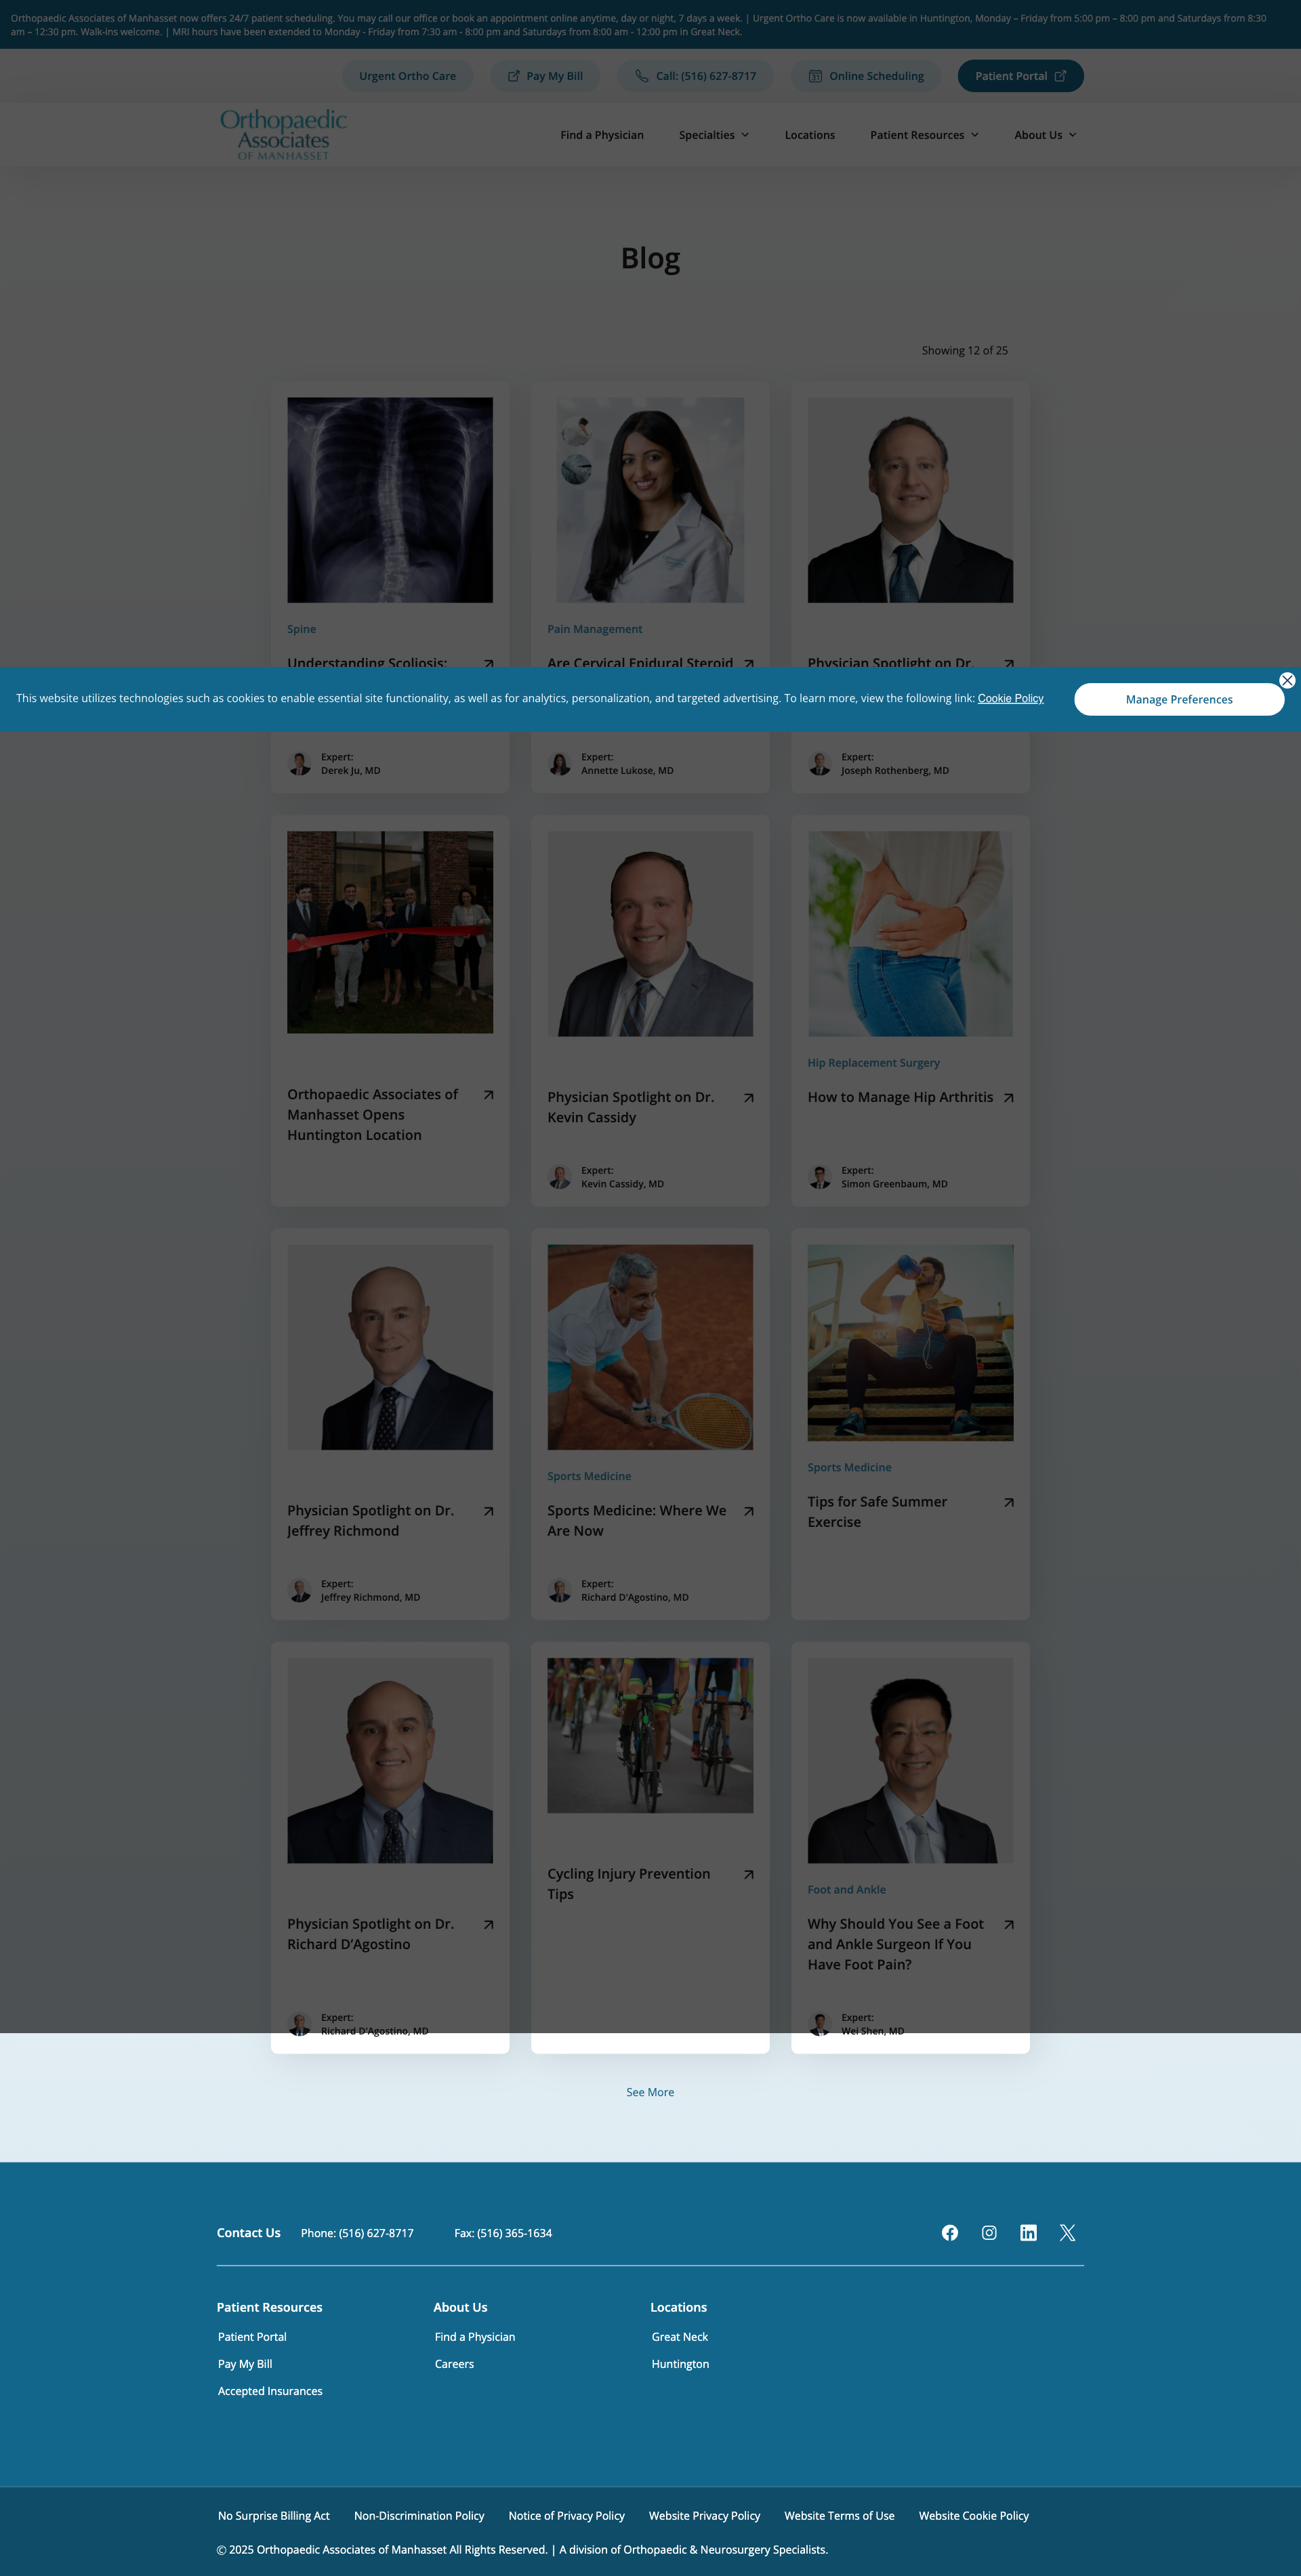 Orthopaedic Associates of Manhasset now offers 24/7 patient scheduling. You may call our office or book an appointment online anytime, day or night, 7 days a week. | Urgent Ortho Care is now available in Huntington, Monday – Friday from 5:00 pm – 8:00 pm and Saturdays from 8:30
am – 12:30 pm. Walk-ins welcome. | MRI hours have been extended to Monday - Friday from 7:30 am - 8:00 pm and Saturdays from 8:00 am - 12:00 pm in Great Neck.
Urgent Ortho Care
Pay My Bill
Call: (516) 627-8717
Online Scheduling
Patient Portal
Orthopaedic
Associates
OF MANHASSET
Find a Physician
Specialties
Locations
Patient Resources
About Us
Blog
Showing 12 of 25
Spine
Understanding Scoliosis:
Pain Management
Are Cervical Epidural Steroid
Physician Spotlight on Dr.
This website utilizes technologies such as cookies to enable essential site functionality, as well as for analytics, personalization, and targeted advertising. To learn more, view the following link: Cookie Policy
Manage Preferences
Expert:
Derek Ju, MD
Expert:
Annette Lukose, MD
Expert:
Joseph Rothenberg, MD
Orthopaedic Associates of
Manhasset Opens
Huntington Location
Physician Spotlight on Dr.
Kevin Cassidy
Expert:
Kevin Cassidy, MD
Hip Replacement Surgery
How to Manage Hip Arthritis
Expert:
Simon Greenbaum, MD
Physician Spotlight on Dr.
Jeffrey Richmond
Expert:
Jeffrey Richmond, MD
Sports Medicine
Sports Medicine: Where We
Are Now
Expert:
Richard D'Agostino, MD
Sports Medicine
Tips for Safe Summer
Exercise
Physician Spotlight on Dr.
Richard D’Agostino
Expert:
Richard D'Agostino, MD
Cycling Injury Prevention
Tips
Foot and Ankle
Why Should You See a Foot
and Ankle Surgeon If You
Have Foot Pain?
Expert:
Wei Shen, MD
See More
Contact Us
Phone: (516) 627-8717
Fax: (516) 365-1634
Patient Resources
Patient Portal
Pay My Bill
Accepted Insurances
About Us
Find a Physician
Careers
Locations
Great Neck
Huntington
No Surprise Billing Act
Non-Discrimination Policy
Notice of Privacy Policy
Website Privacy Policy
Website Terms of Use
Website Cookie Policy
© 2025 Orthopaedic Associates of Manhasset All Rights Reserved. | A division of Orthopaedic & Neurosurgery Specialists.